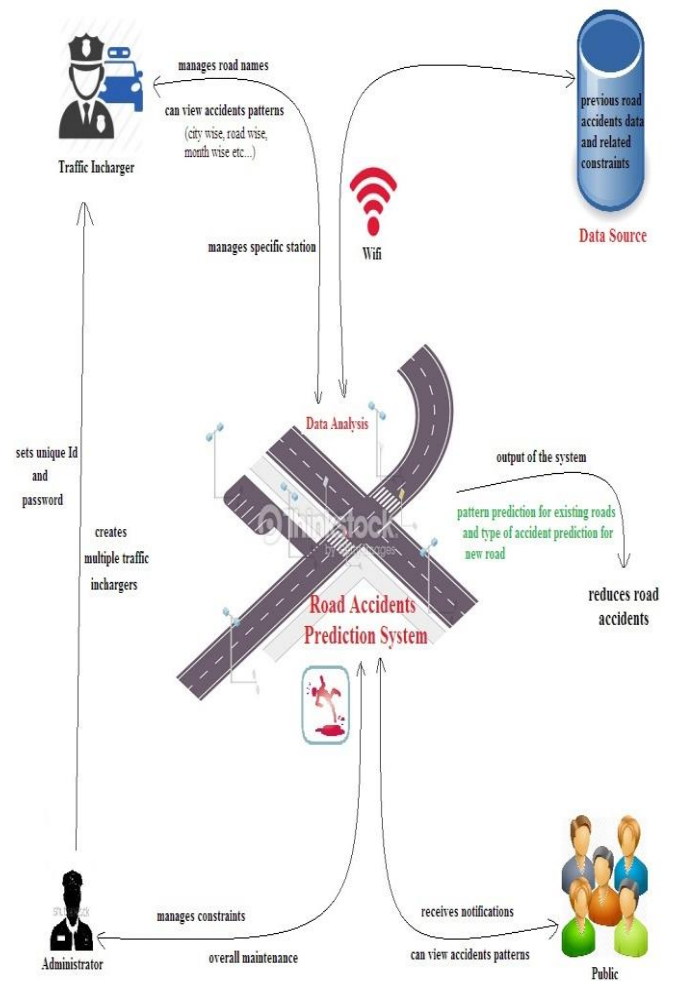 manages road names
can view accidents patterns
(city wise, road wise,
month wise etc...)
Traffic Incharger
manages specific station
Wifi
previous road
accidents data
and related
constraints
Data Source
Data Analysis
sets unique Id
and
password
creates
multiple traffic
inchargers
output of the system
pattern prediction for existing roads
and type of accident prediction for
new road
reduces road
accidents
Thinkstock
Road Accidents
Prediction System
manages constraints
overall maintenance
Administrator
receives notifications
can view accidents patterns
Public